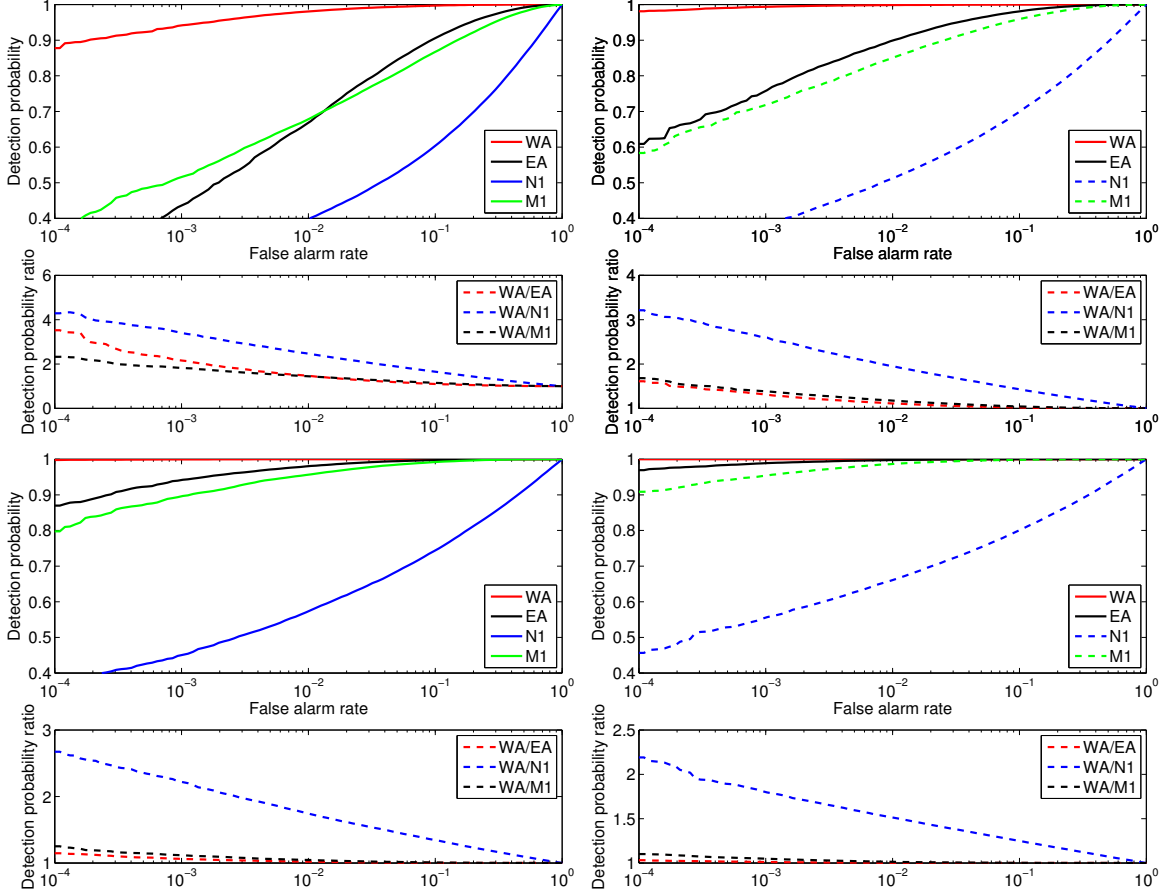 Detection probability
1
0.9
0.8
0.7
0.6
0.5
0.4
WA
EA
N1
M1
10^-4 10^-3 10^-2 10^-1 10^0
False alarm rate
Detection probability ratio
6
4
2
0
WA/EA
WA/N1
WA/M1
10^-4 10^-3 10^-2 10^-1 10^0
Detection probability
1
0.9
0.8
0.7
0.6
0.5
0.4
WA
EA
N1
M1
10^-4 10^-3 10^-2 10^-1 10^0
False alarm rate
Detection probability ratio
4
3
2
1
WA/EA
WA/N1
WA/M1
10^-4 10^-3 10^-2 10^-1 10^0
Detection probability
1
0.9
0.8
0.7
0.6
0.5
0.4
WA
EA
N1
M1
10^-4 10^-3 10^-2 10^-1 10^0
False alarm rate
Detection probability ratio
3
2
1
WA/EA
WA/N1
WA/M1
10^-4 10^-3 10^-2 10^-1 10^0
Detection probability
1
0.9
0.8
0.7
0.6
0.5
0.4
WA
EA
N1
M1
10^-4 10^-3 10^-2 10^-1 10^0
False alarm rate
Detection probability ratio
2.5
2
1.5
1
WA/EA
WA/N1
WA/M1
10^-4 10^-3 10^-2 10^-1 10^0